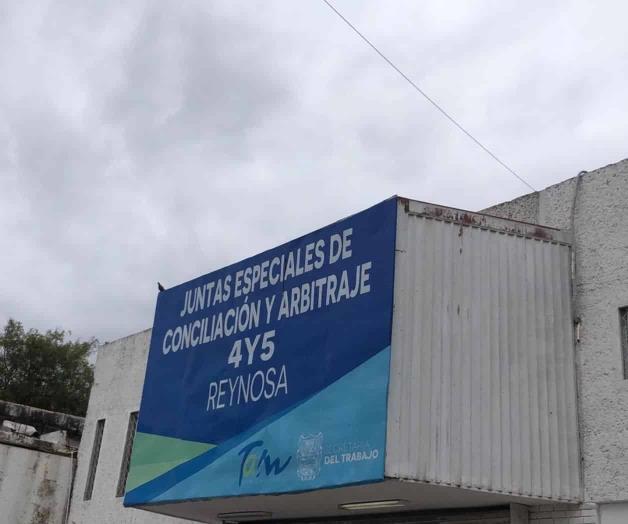 JUNTAS ESPECIALES DE
CONCILIACIÓN Y ARBITRAJE
4Y5
REYNOSA
Tam
SECRETARÍA
DEL TRABAJO